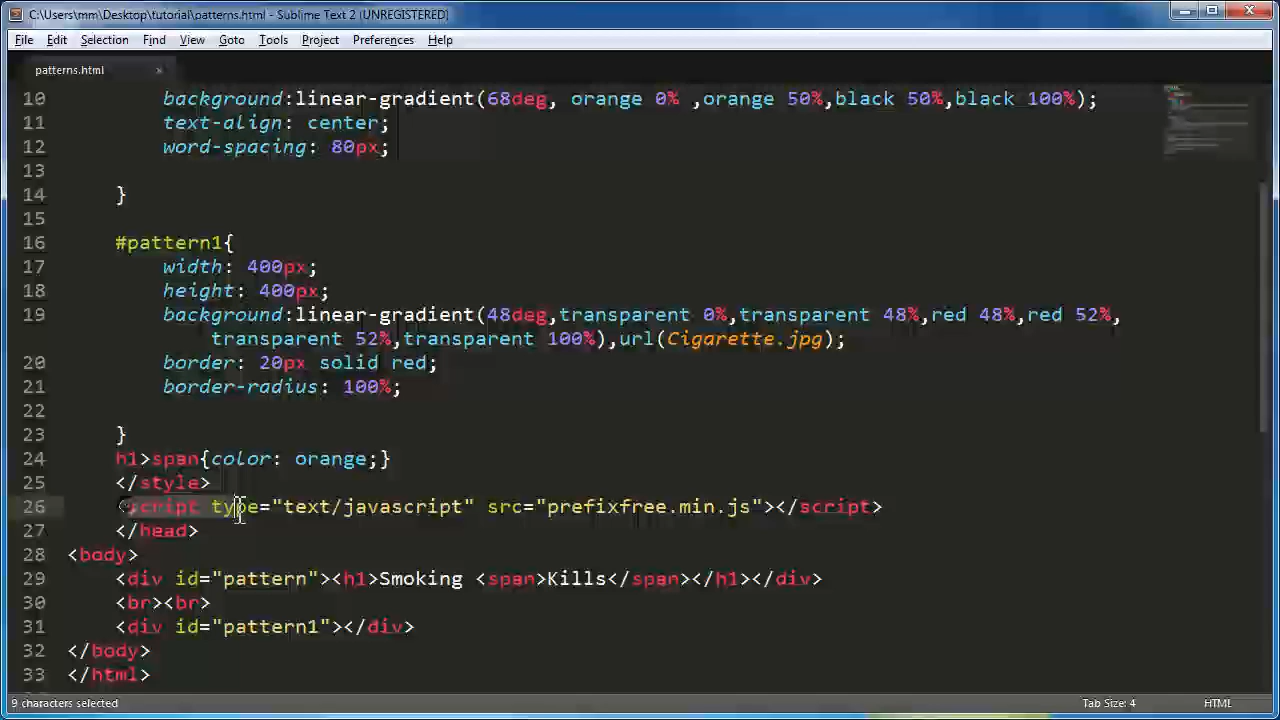 C:\Users\mm\Desktop\tutorial\patterns.html - Sublime Text 2 (UNREGISTERED)
File Edit Selection Find View Goto Tools Project Preferences Help
patterns.html ×
10 background:linear-gradient(68deg, orange 0% ,orange 50%,black 50%,black 100%);
11 text-align: center;
12 word-spacing: 80px;
13
14 }
15
16 #pattern1{
17 width: 400px;
18 height: 400px;
19 background:linear-gradient(48deg,transparent 0%,transparent 48%,red 48%,red 52%,
transparent 52%,transparent 100%),url(Cigarette.jpg);
20 border: 20px solid red;
21 border-radius: 100%;
22
23 }
24 h1>span{color: orange;}
25 </style>
26 <script type="text/javascript" src="prefixfree.min.js"></script>
27 </head>
28 <body>
29 <div id="pattern"><h1>Smoking <span>Kills</span></h1></div>
30 <br><br>
31 <div id="pattern1"></div>
32 </body>
33 </html>
9 characters selected Tab Size: 4 HTML